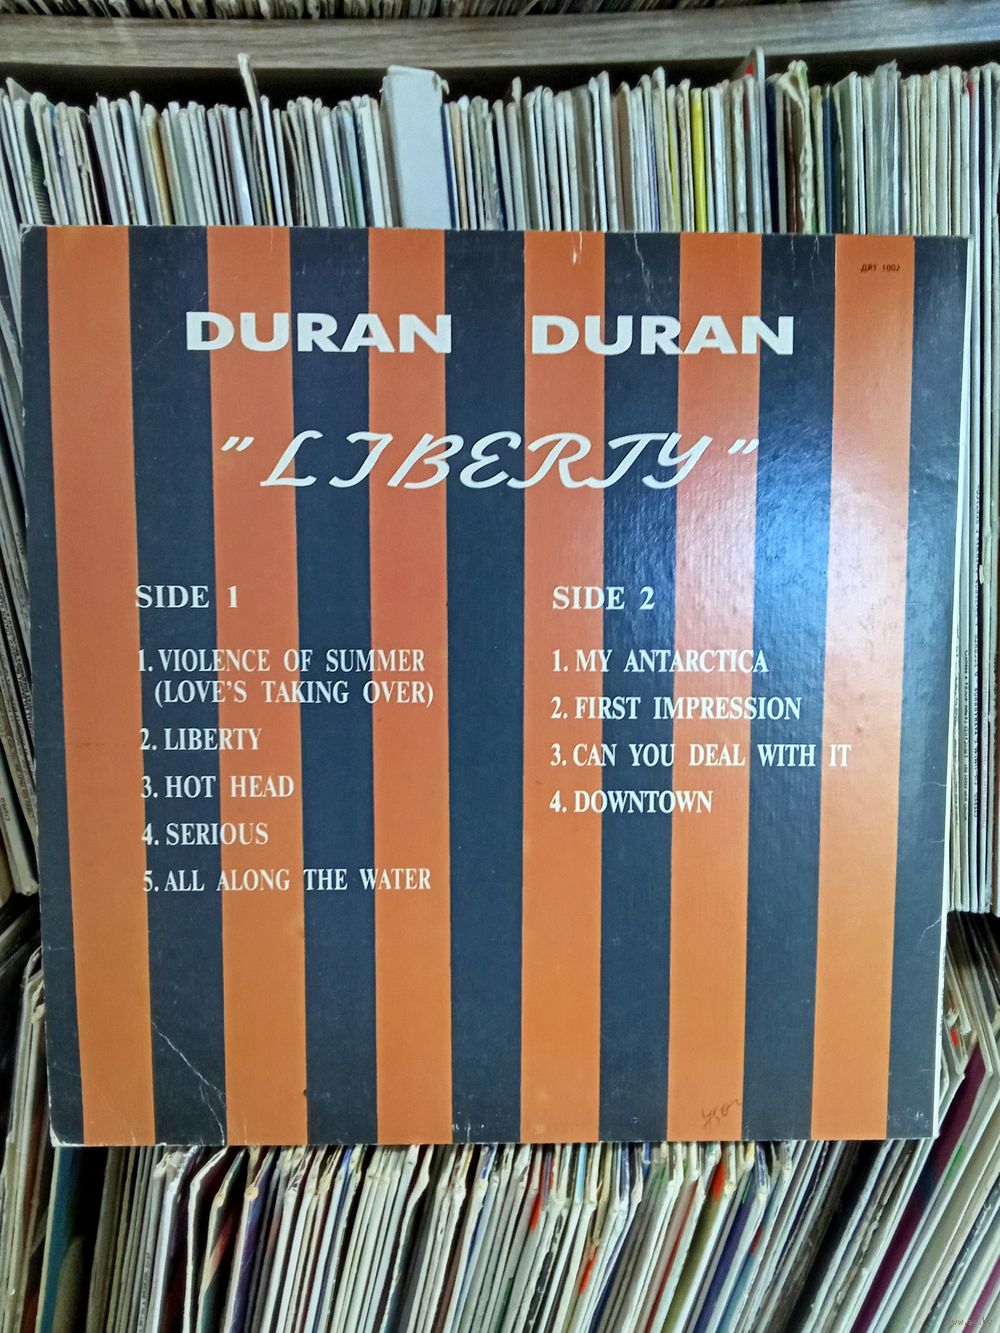 ДЯТ 1002
DURAN DURAN
"LIBERTY"
SIDE 1
1. VIOLENCE OF SUMMER
(LOVE'S TAKING OVER)
2. LIBERTY
3. HOT HEAD
4. SERIOUS
5. ALL ALONG THE WATER
SIDE 2
1. MY ANTARCTICA
2. FIRST IMPRESSION
3. CAN YOU DEAL WITH IT
4. DOWNTOWN